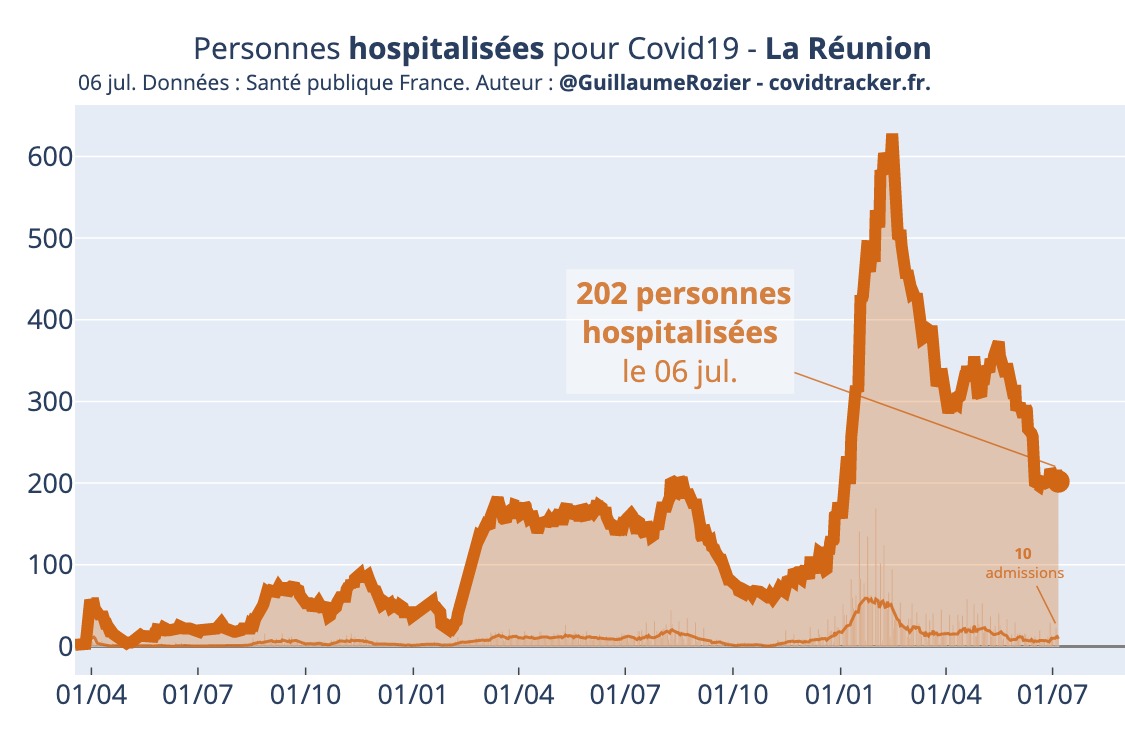 Personnes hospitalisées pour Covid19 - La Réunion
06 jul. Données : Santé publique France. Auteur : @GuillaumeRozier - covidtracker.fr.
600
500
400
300
200
100
0
202 personnes
hospitalisées
le 06 jul.
10
admissions
01/04 01/07 01/10 01/01 01/04 01/07 01/10 01/01 01/04 01/07